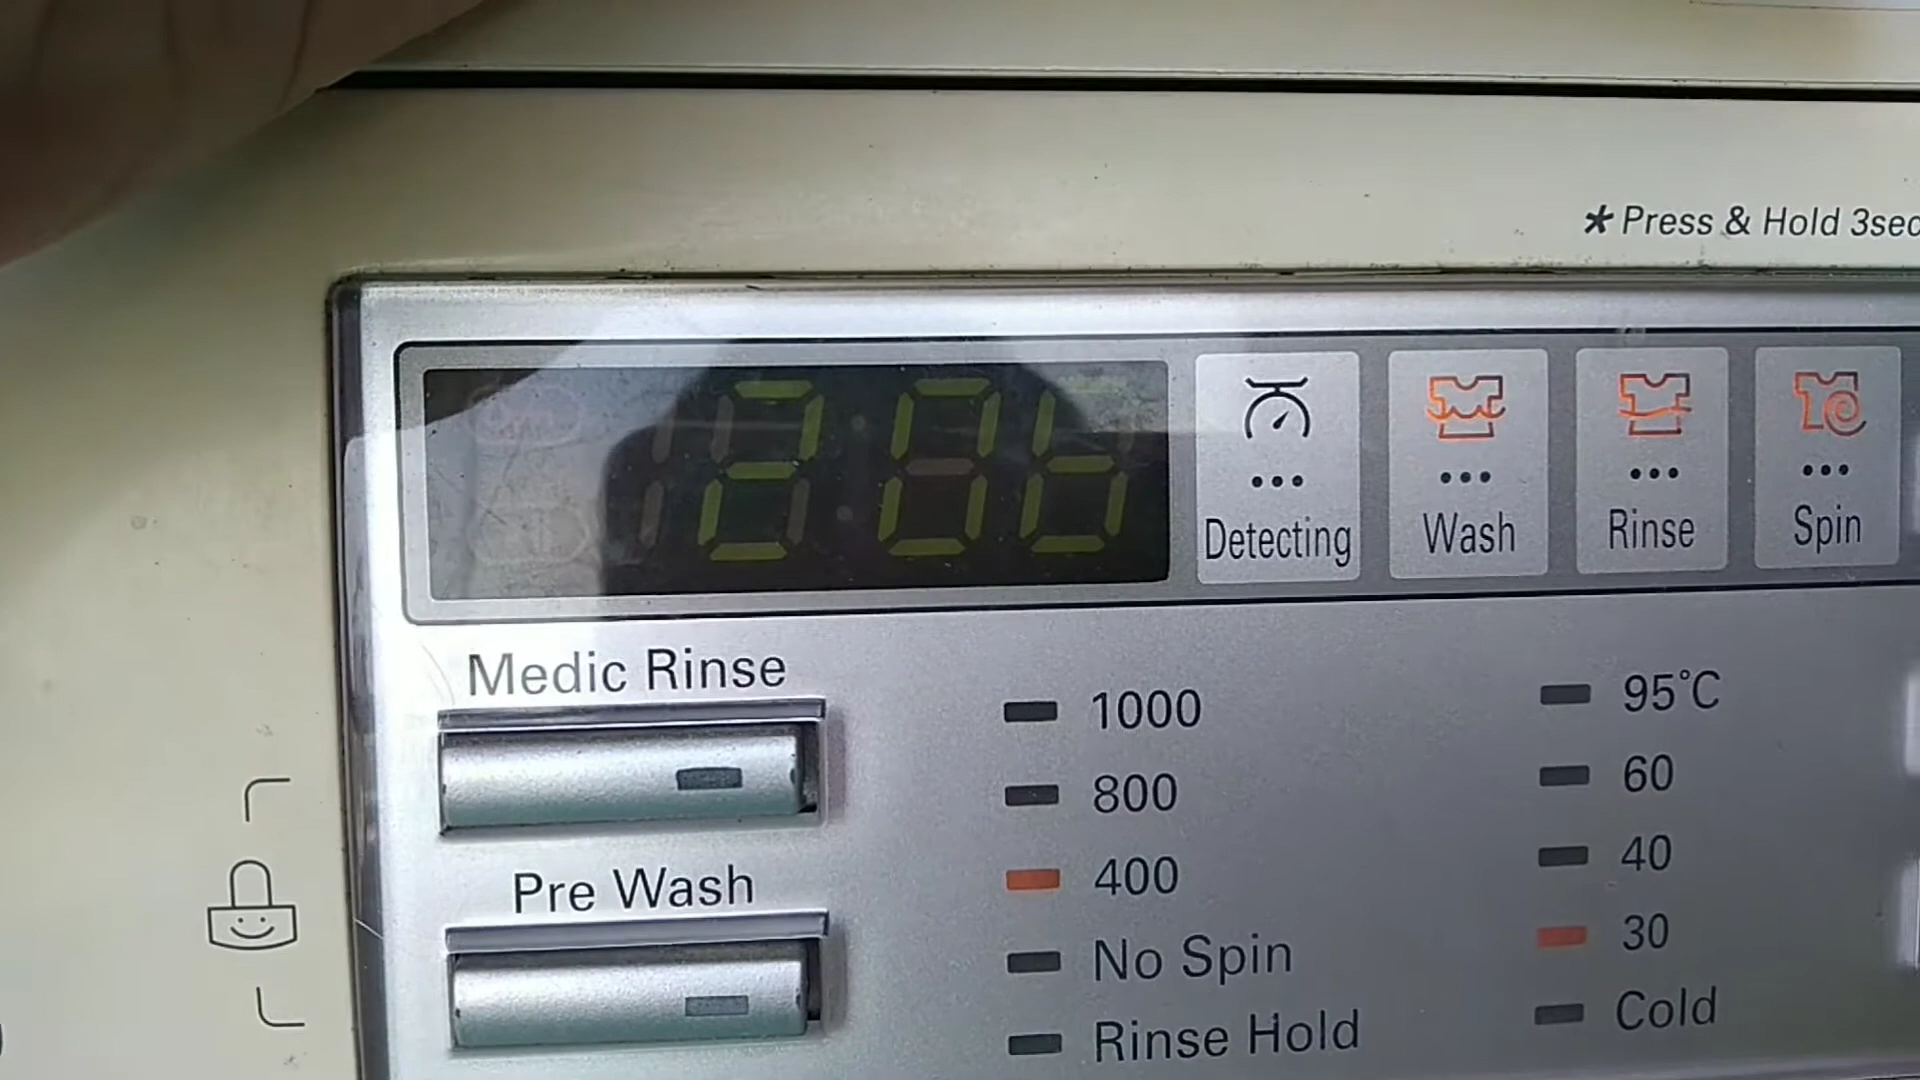 * Press & Hold 3sec
2 06
Detecting
Wash
Rinse
Spin
Medic Rinse
Pre Wash
1000
800
400
No Spin
Rinse Hold
95°C
60
40
30
Cold